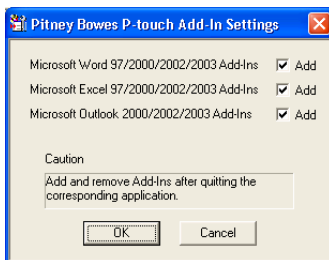 Pitney Bowes P-touch Add-In Settings
Microsoft Word 97/2000/2002/2003 Add-Ins Add
Microsoft Excel 97/2000/2002/2003 Add-Ins Add
Microsoft Outlook 2000/2002/2003 Add-Ins Add
Caution
Add and remove Add-Ins after quitting the
corresponding application.
OK Cancel